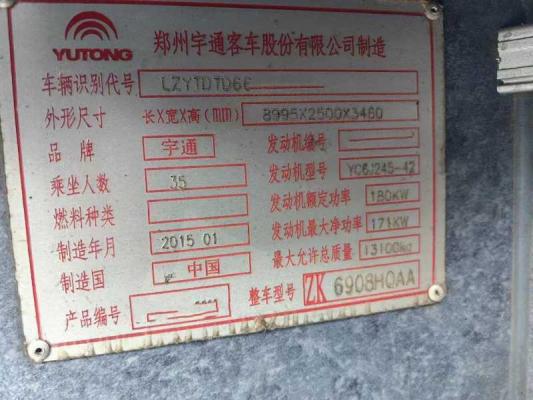 YUTONG 郑州宇通客车股份有限公司制造
车辆识别代号 LZYTDTD6E
外形尺寸 长X宽X高(mm) 8995X2500X3460
品牌 宇通 发动机编号
乘坐人数 35 发动机型号 YC6J245-42
燃料种类 发动机额定功率 180KW
制造年月 2015 01 发动机最大净功率 171KW
制造国 中国 最大允许总质量 13100kg
产品编号 整车型号 ZK 6908HQAA